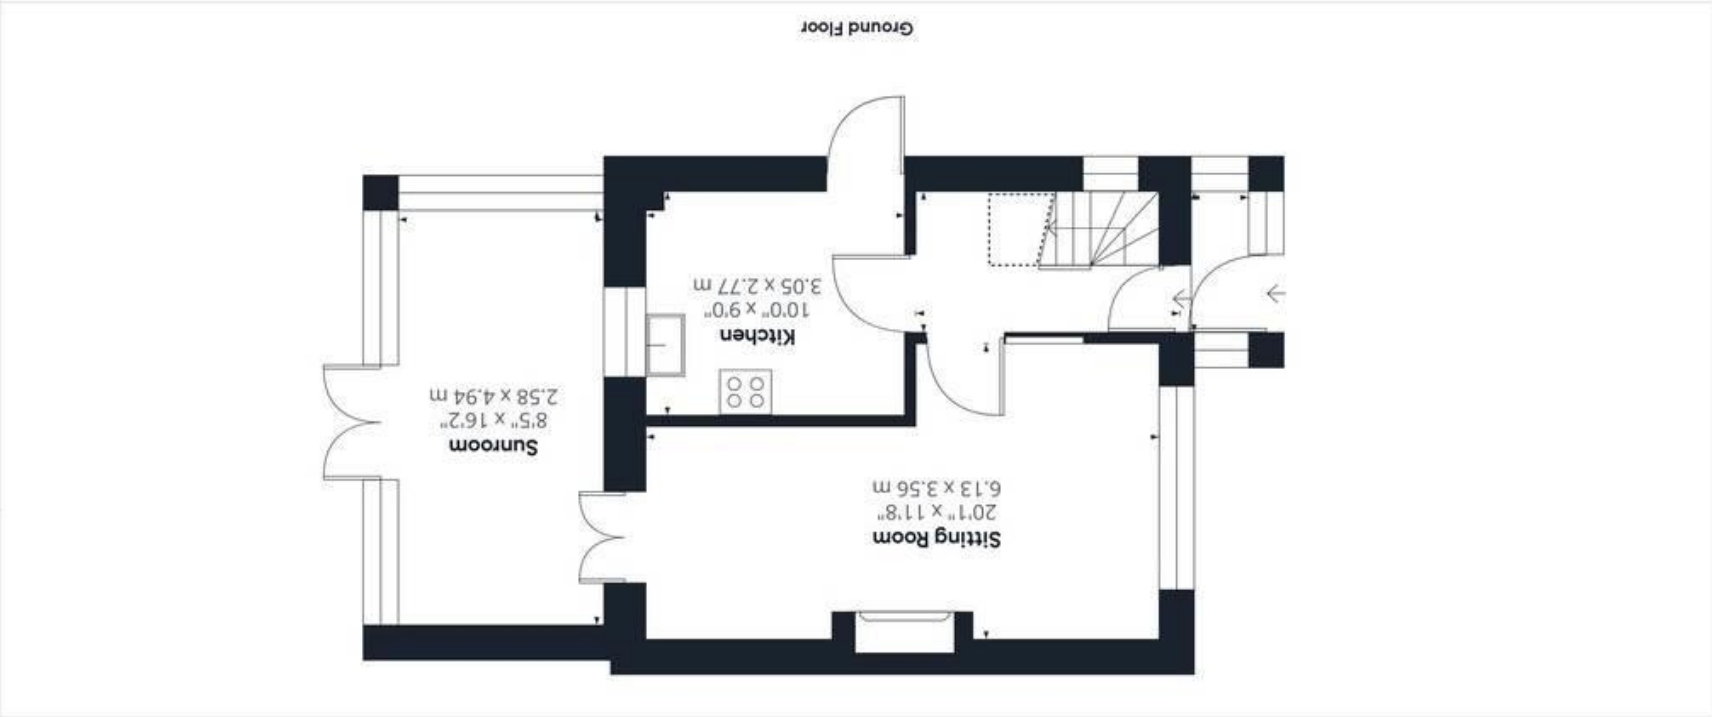 Sitting Room
20'1" x 11'8"
6.13 x 3.56 m
Sunroom
8'5" x 16'2"
2.58 x 4.94 m
Kitchen
10'0" x 9'0"
3.05 x 2.77 m
Ground Floor